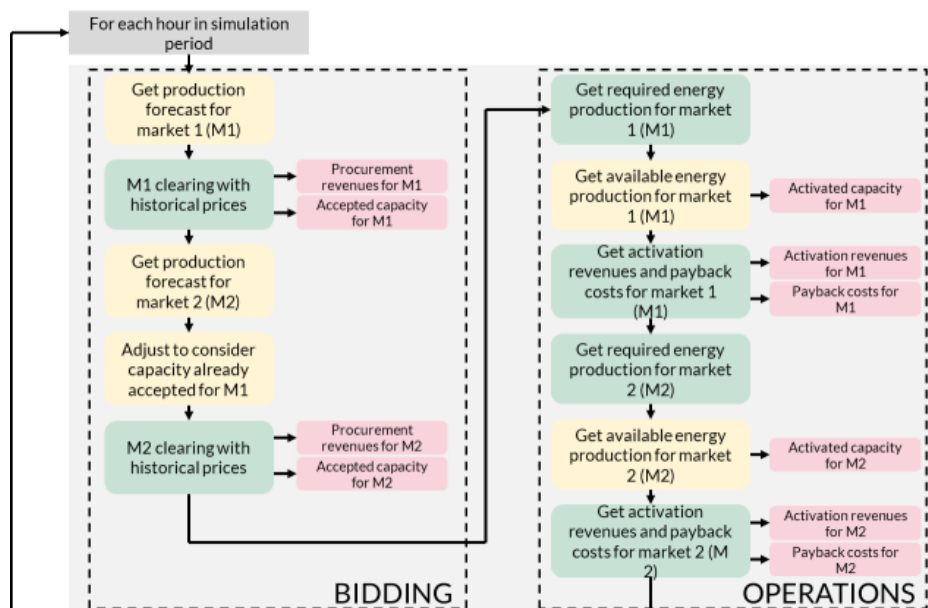 For each hour in simulation
period
Get production
forecast for
market 1 (M1)
M1 clearing with
historical prices
Procurement
revenues for M1
Accepted capacity
for M1
Get production
forecast for
market 2 (M2)
Adjust to consider
capacity already
accepted for M1
M2 clearing with
historical prices
Procurement
revenues for M2
Accepted capacity
for M2
BIDDING
Get required energy
production for market
1 (M1)
Get available energy
production for market
1 (M1)
Activated capacity
for M1
Get activation
revenues and payback
costs for market 1
(M1)
Activation revenues
for M1
Payback costs for
M1
Get required energy
production for market
2 (M2)
Get available energy
production for market
2 (M2)
Activated capacity
for M2
Get activation
revenues and payback
costs for market 2 (M
2)
Activation revenues
for M2
Payback costs for
M2
OPERATIONS